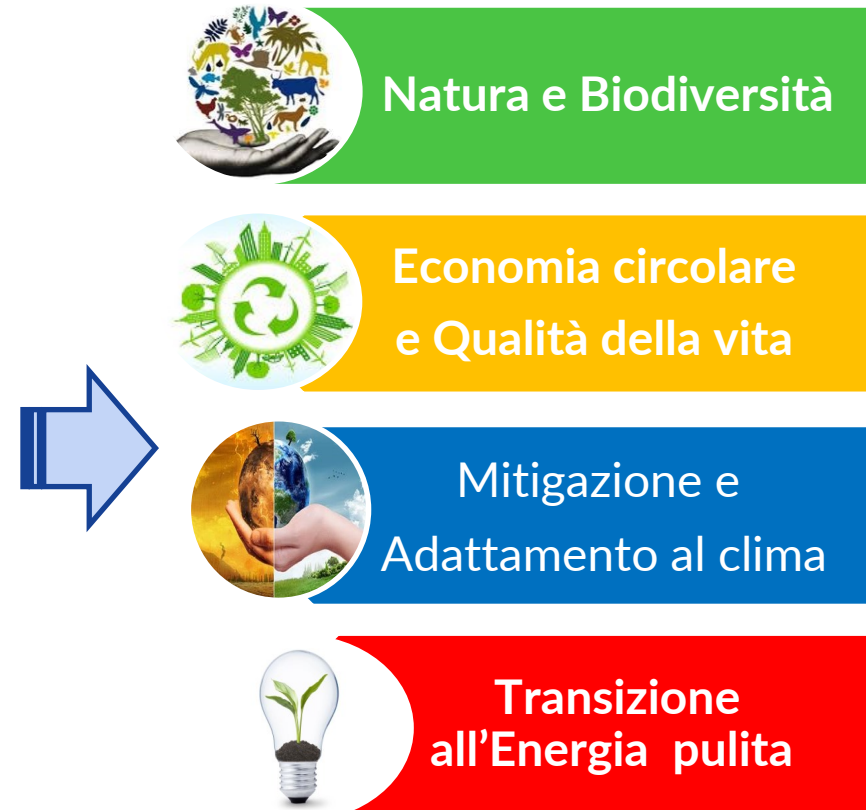 Natura e Biodiversità
Economia circolare
e Qualità della vita
Mitigazione e
Adattamento al clima
Transizione
all’Energia  pulita